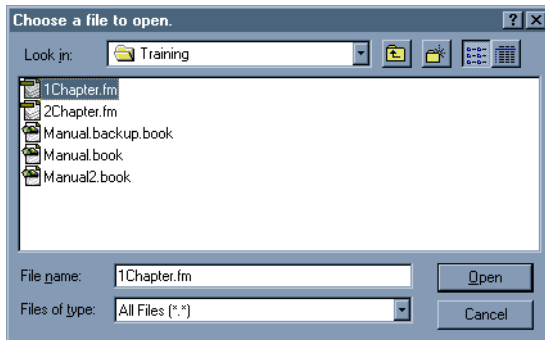 Choose a file to open.
Look in: Training
1Chapter.fm
2Chapter.fm
Manual.backup.book
Manual.book
Manual2.book
File name: 1Chapter.fm Open
Files of type: All Files (*.*) Cancel